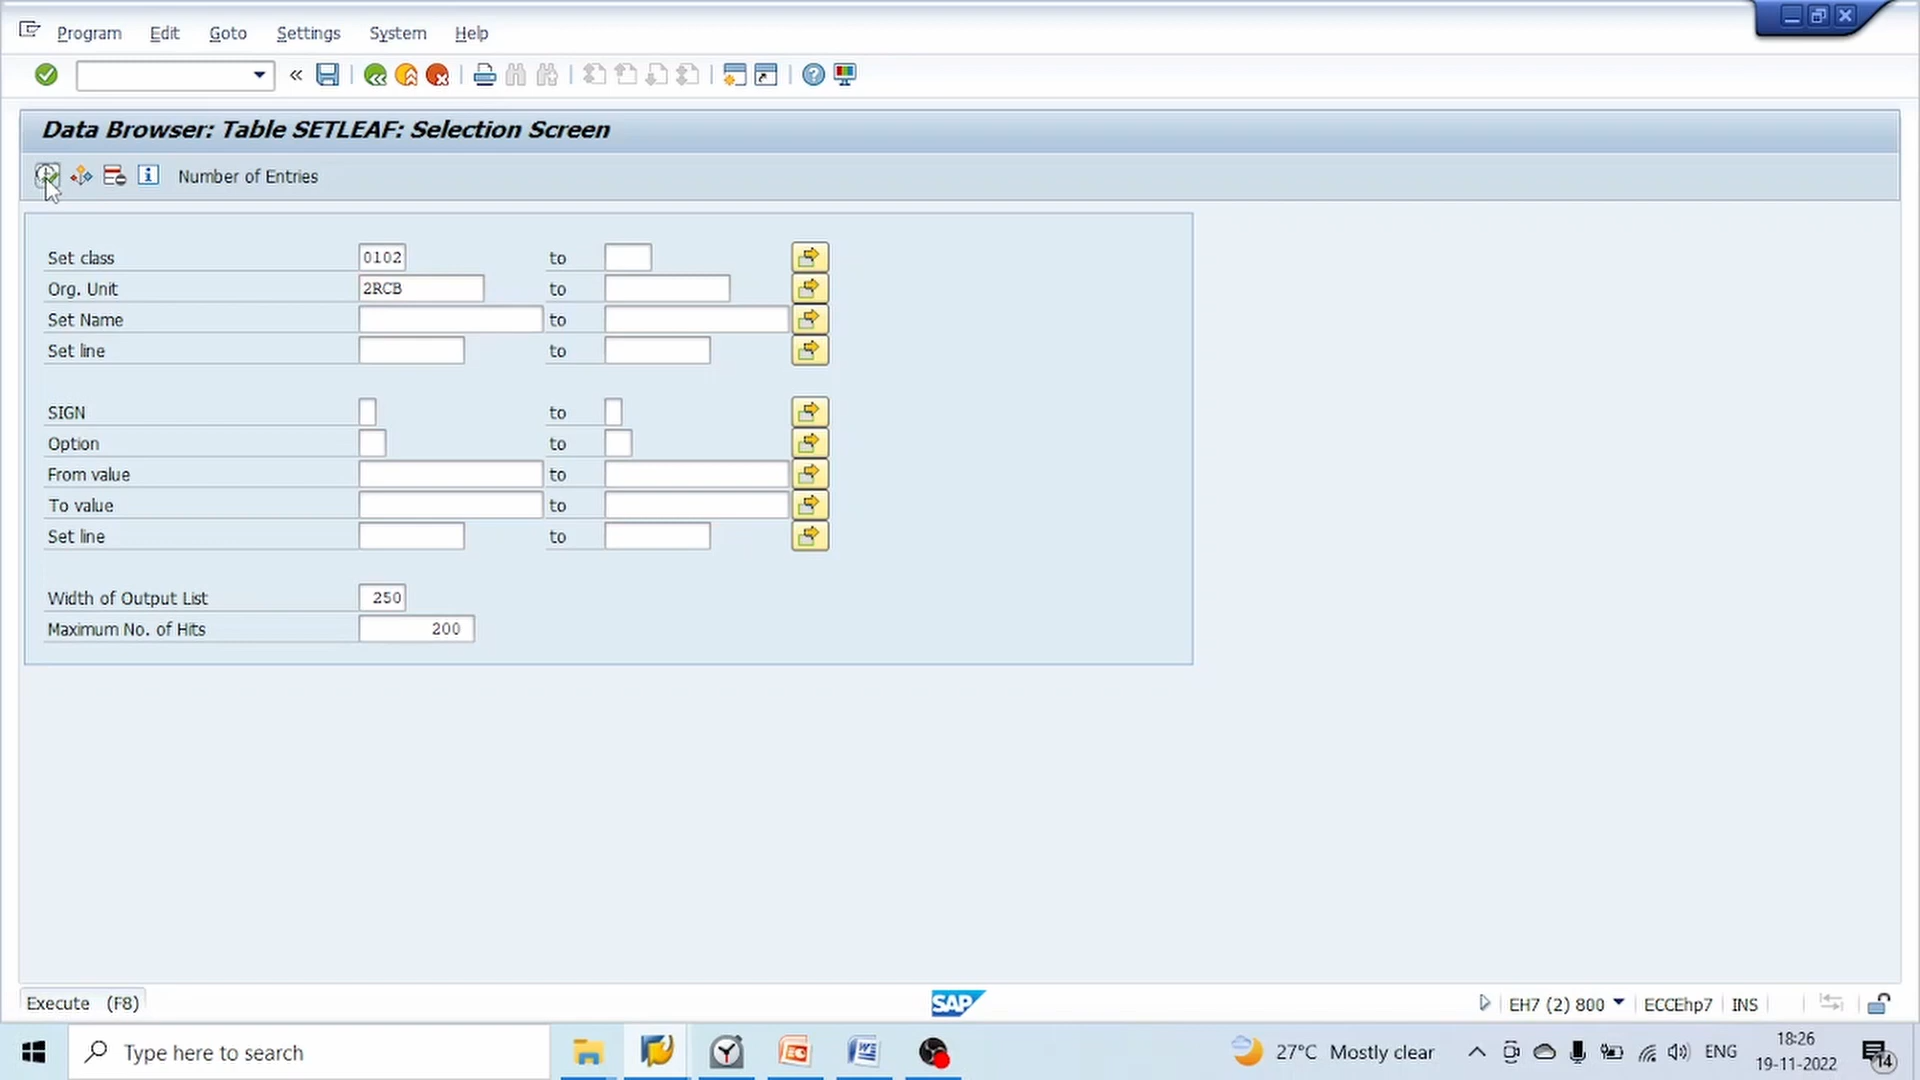 Program Edit Goto Settings System Help
Data Browser: Table SETLEAF: Selection Screen
Number of Entries
Set class 0102 to
Org. Unit 2RCB to
Set Name to
Set line to
SIGN to
Option to
From value to
To value to
Set line to
Width of Output List 250
Maximum No. of Hits 200
Execute (F8) SAP EH7 (2) 800 ECCEhp7 INS
Type here to search 27°C Mostly clear ENG 18:26
19-11-2022 14